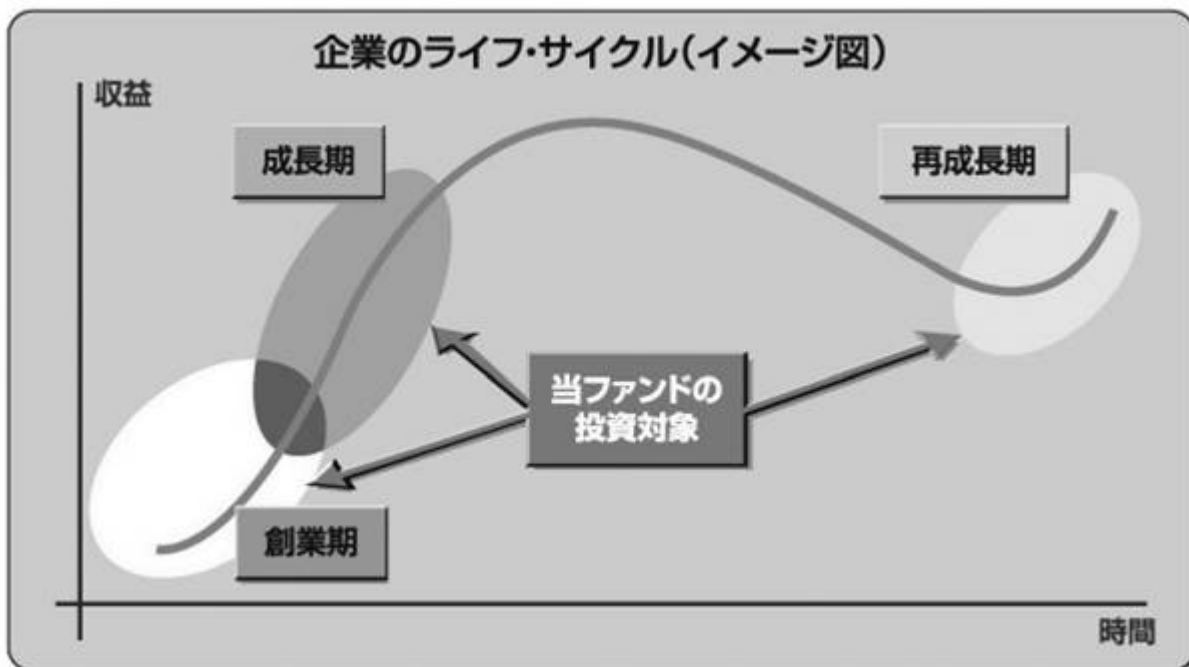 企業のライフ・サイクル(イメージ図)
収益
成長期
再成長期
当ファンドの
投資対象
創業期
時間